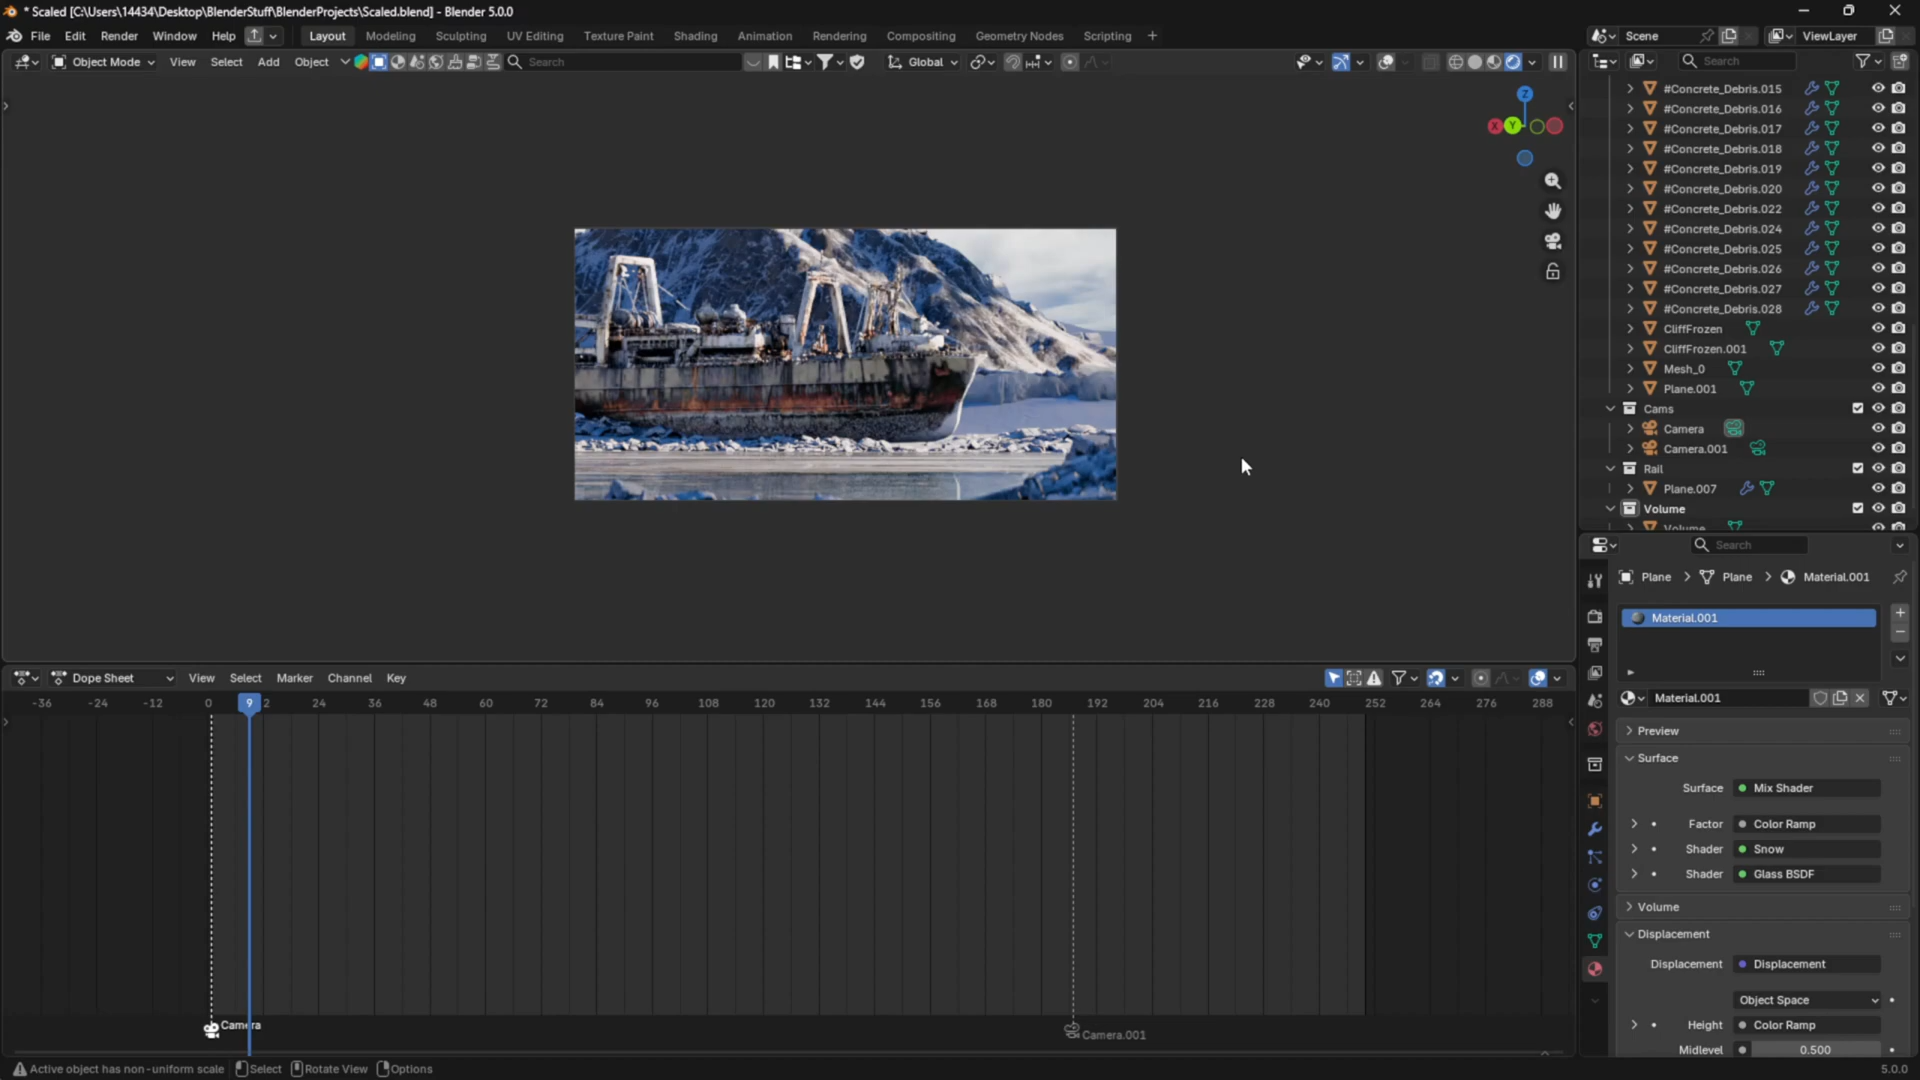 * Scaled [C:\Users\14434\Desktop\BlenderStuff\BlenderProjects\Scaled.blend] - Blender 5.0.0
File Edit Render Window Help
Layout Modeling Sculpting UV Editing Texture Paint Shading Animation Rendering Compositing Geometry Nodes Scripting +
Scene
ViewLayer
Object Mode View Select Add Object Search Global
Search
Z
X Y
#Concrete_Debris.015
#Concrete_Debris.016
#Concrete_Debris.017
#Concrete_Debris.018
#Concrete_Debris.019
#Concrete_Debris.020
#Concrete_Debris.022
#Concrete_Debris.024
#Concrete_Debris.025
#Concrete_Debris.026
#Concrete_Debris.027
#Concrete_Debris.028
CliffFrozen
CliffFrozen.001
Mesh_0
Plane.001
Cams
Camera
Camera.001
Rail
Plane.007
Volume
Volume
Search
Plane > Plane > Material.001
Material.001
Material.001
Preview
Surface
Surface Mix Shader
Factor Color Ramp
Shader Snow
Shader Glass BSDF
Volume
Displacement
Displacement Displacement
Object Space
Height Color Ramp
Midlevel 0.500
Dope Sheet View Select Marker Channel Key
-36 -24 -12 0 9 2 24 36 48 60 72 84 96 108 120 132 144 156 168 180 192 204 216 228 240 252 264 276 288
Camera
Camera.001
Active object has non-uniform scale Select Rotate View Options
5.0.0